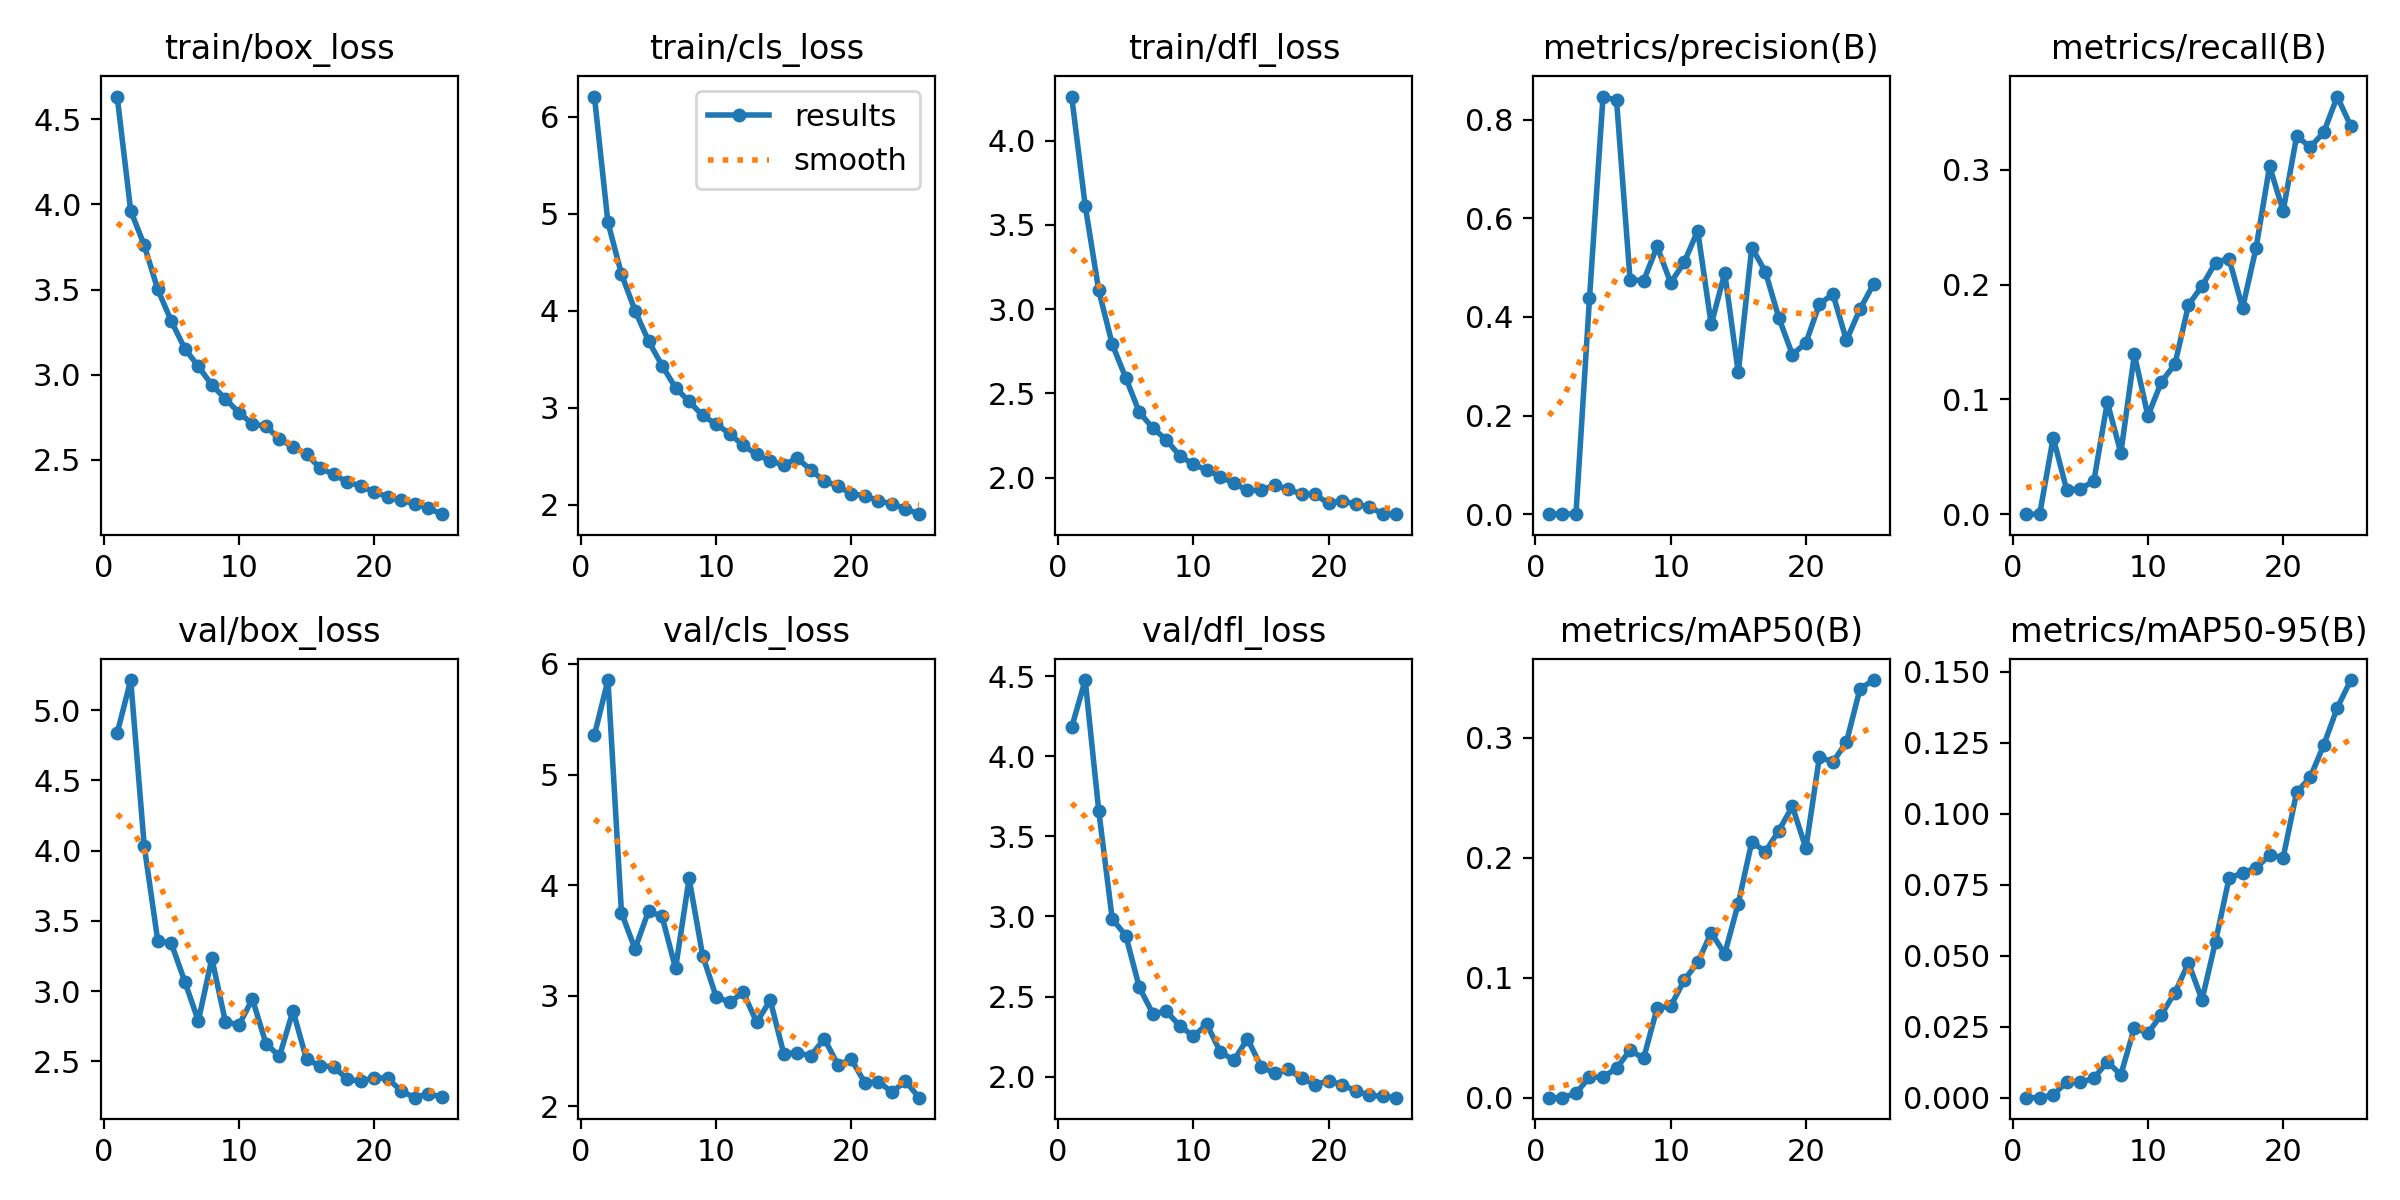 train/box_loss
4.5
4.0
3.5
3.0
2.5
0 10 20
train/cls_loss
results
smooth
6
5
4
3
2
0 10 20
train/dfl_loss
4.0
3.5
3.0
2.5
2.0
0 10 20
metrics/precision(B)
0.8
0.6
0.4
0.2
0.0
0 10 20
metrics/recall(B)
0.3
0.2
0.1
0.0
0 10 20
val/box_loss
5.0
4.5
4.0
3.5
3.0
2.5
0 10 20
val/cls_loss
6
5
4
3
2
0 10 20
val/dfl_loss
4.5
4.0
3.5
3.0
2.5
2.0
0 10 20
metrics/mAP50(B)
0.3
0.2
0.1
0.0
0 10 20
metrics/mAP50-95(B)
0.150
0.125
0.100
0.075
0.050
0.025
0.000
0 10 20